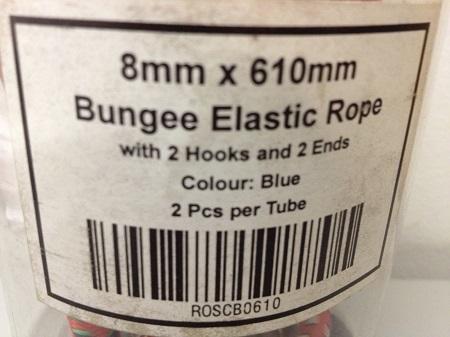 8mm x 610mm
Bungee Elastic Rope
with 2 Hooks and 2 Ends
Colour: Blue
2 Pcs per Tube
ROSCB0610